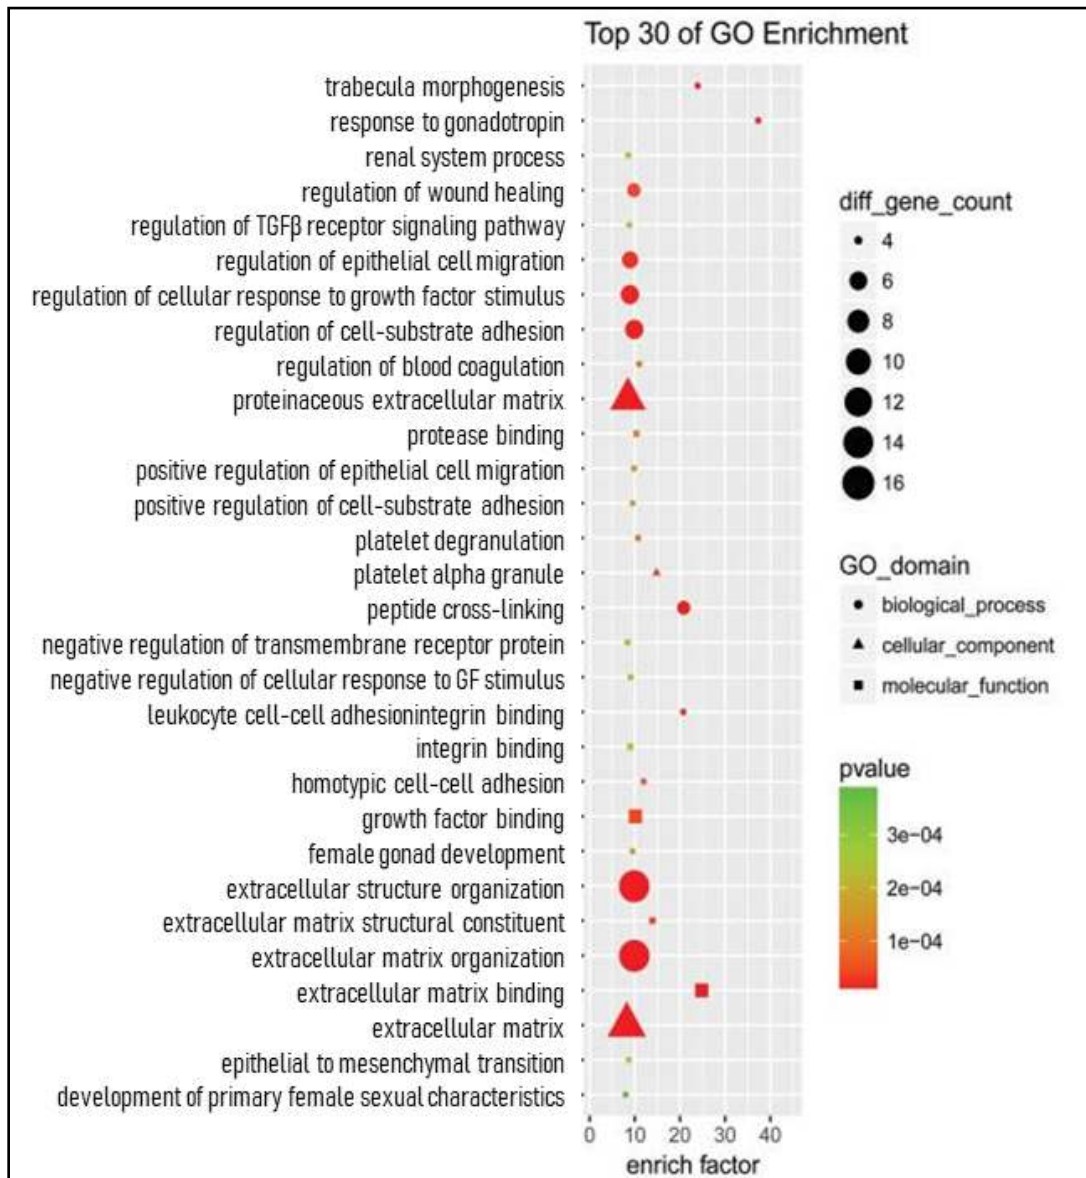 Top 30 of GO Enrichment
trabecula morphogenesis
response to gonadotropin
renal system process
regulation of wound healing
regulation of TGFβ receptor signaling pathway
regulation of epithelial cell migration
regulation of cellular response to growth factor stimulus
regulation of cell-substrate adhesion
regulation of blood coagulation
proteinaceous extracellular matrix
protease binding
positive regulation of epithelial cell migration
positive regulation of cell-substrate adhesion
platelet degranulation
platelet alpha granule
peptide cross-linking
negative regulation of transmembrane receptor protein
negative regulation of cellular response to GF stimulus
leukocyte cell-cell adhesionintegrin binding
integrin binding
homotypic cell-cell adhesion
growth factor binding
female gonad development
extracellular structure organization
extracellular matrix structural constituent
extracellular matrix organization
extracellular matrix binding
extracellular matrix
epithelial to mesenchymal transition
development of primary female sexual characteristics
0 10 20 30 40
enrich factor
diff_gene_count
4
6
8
10
12
14
16
GO_domain
biological_process
cellular_component
molecular_function
pvalue
3e-04
2e-04
1e-04